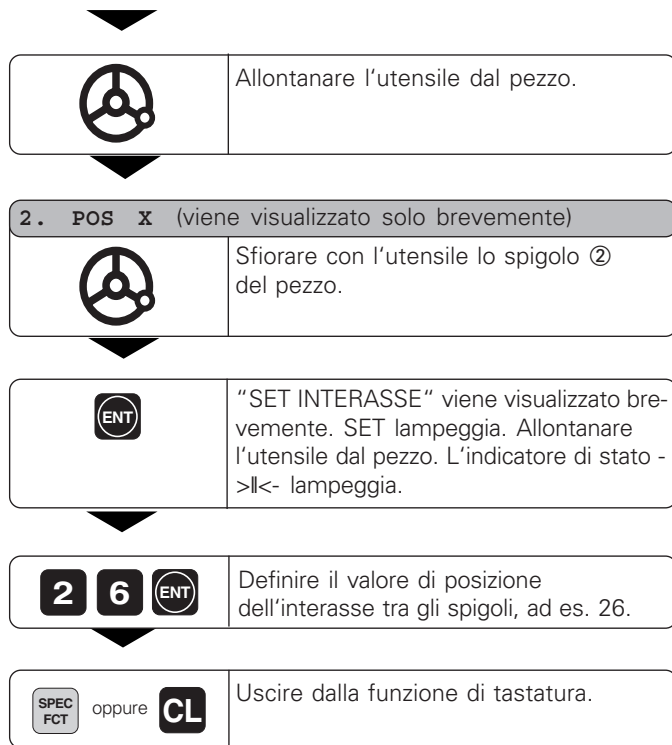 Allontanare l'utensile dal pezzo.
2. POS X (viene visualizzato solo brevemente)
Sfiorare con l'utensile lo spigolo ②
del pezzo.
ENT
“SET INTERASSE“ viene visualizzato bre-
vemente. SET lampeggia. Allontanare
l'utensile dal pezzo. L'indicatore di stato -
>‖<- lampeggia.
2 6 ENT
Definire il valore di posizione
dell'interasse tra gli spigoli, ad es. 26.
SPEC
FCT oppure CL
Uscire dalla funzione di tastatura.